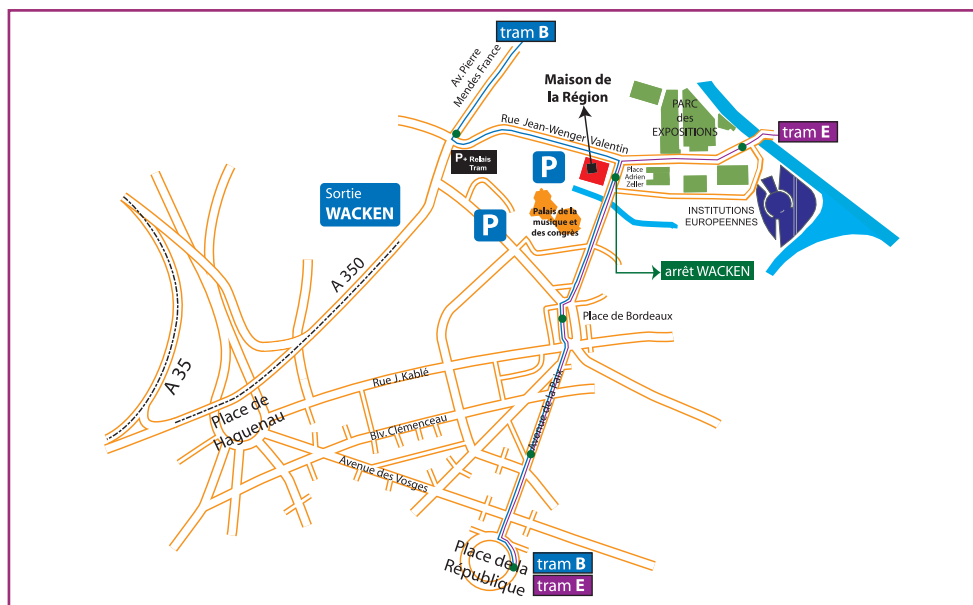 tram B
Av. Pierre
Mendes France
Maison de
la Région
Rue Jean-Wenger Valentin
PARC
des
EXPOSITIONS
tram E
P+ Relais
Tram
P
Place
Adrien
Zeller
Sortie
WACKEN
P
Palais de la
musique et
des congrès
INSTITUTIONS
EUROPEENNES
A 350
arrêt WACKEN
Place de Bordeaux
A 35
Rue J. Kablé
Place de
Haguenau
Blv. Clémenceau
Avenue de la Paix
Avenue des Vosges
Place de la
République
tram B
tram E